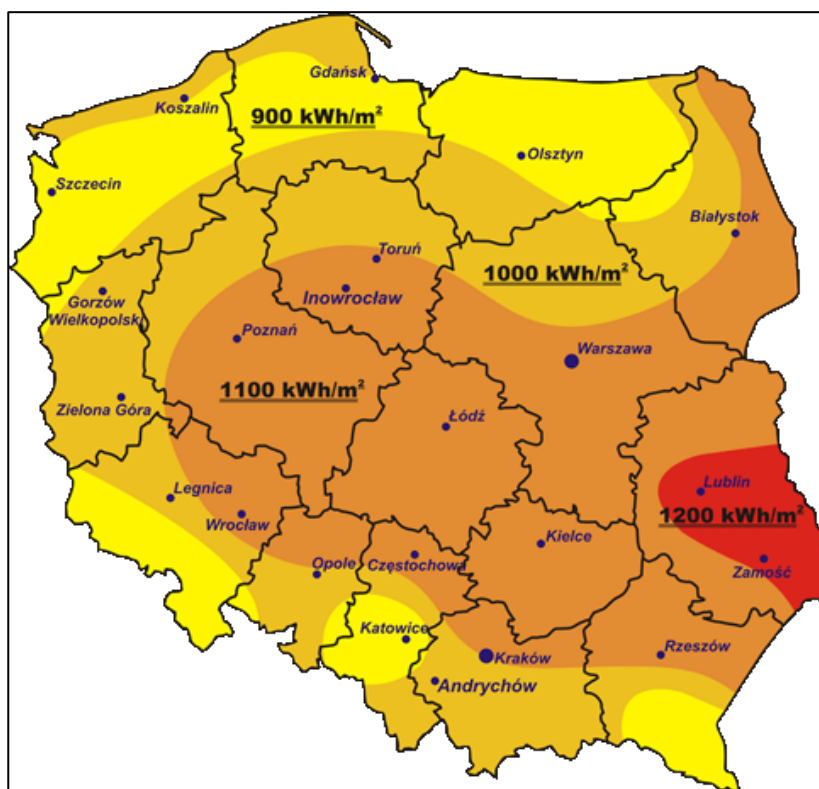 Gdańsk
Koszalin
900 kWh/m²
Olsztyn
Szczecin
Białystok
Toruń
1000 kWh/m²
Gorzów
Wielkopolski
Inowrocław
Poznań
Warszawa
1100 kWh/m²
Zielona Góra
Łódź
Legnica
Lublin
Wrocław
1200 kWh/m²
Kielce
Opole
Częstochowa
Zamość
Katowice
Kraków
Rzeszów
Andrychów